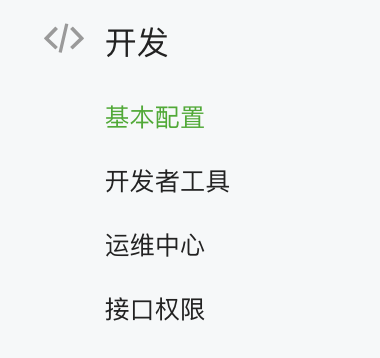 开发
基本配置
开发者工具
运维中心
接口权限